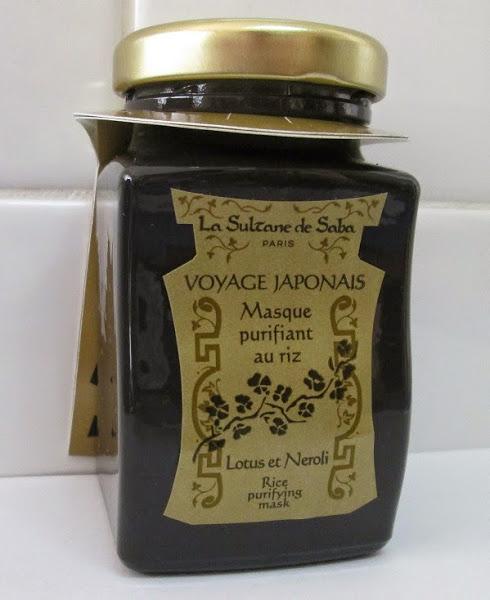 La Sultane de Saba
PARIS
VOYAGE JAPONAIS
Masque
purifiant
au riz
Lotus et Neroli
Rice
purifying
mask